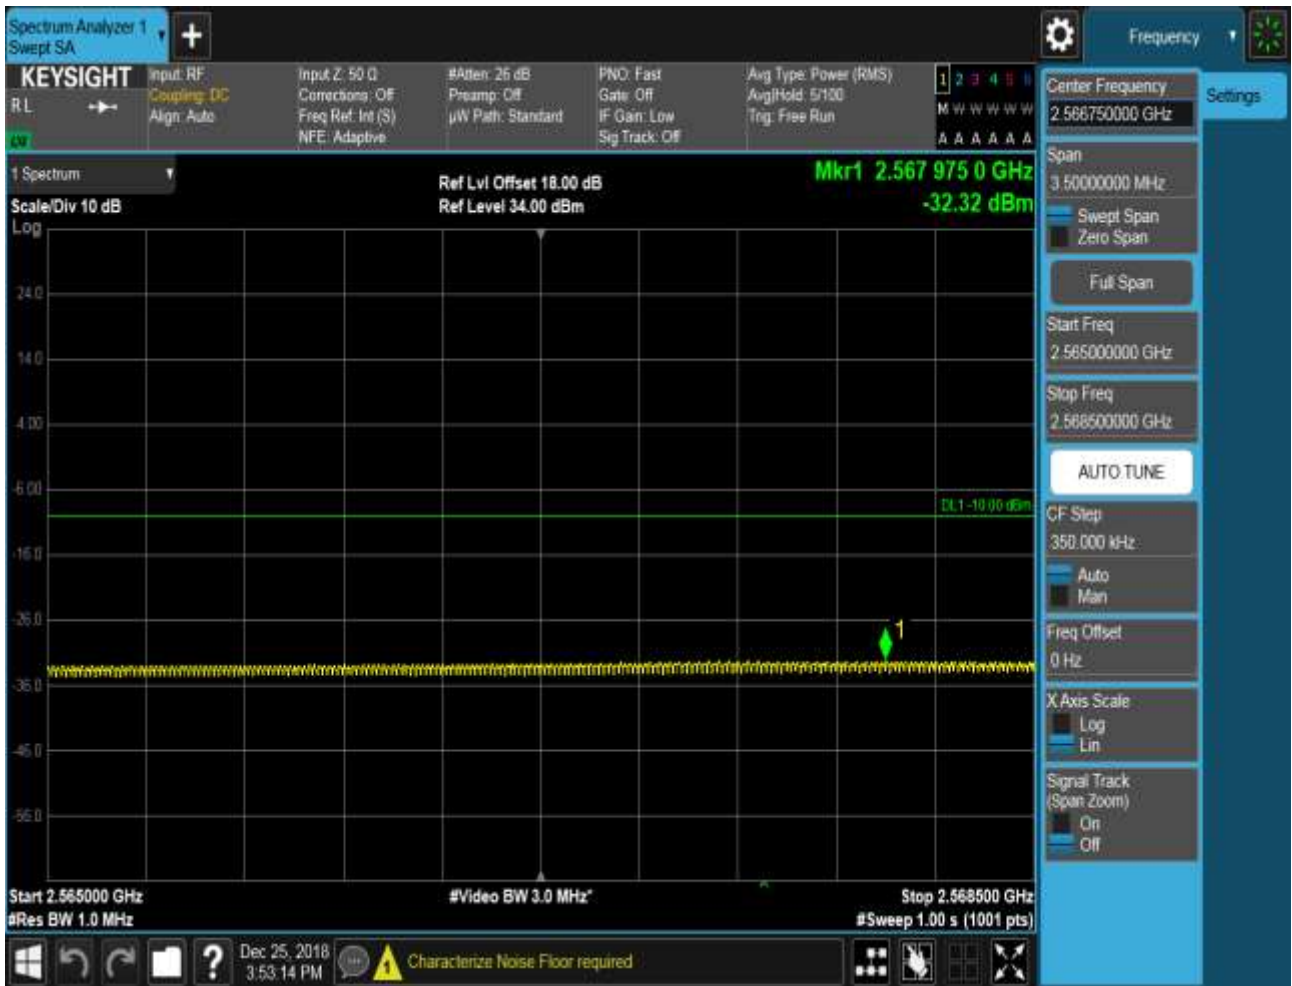 Spectrum Analyzer 1
Swept SA
Frequency
KEYSIGHT
R L
Input: RF
Coupling: DC
Align: Auto
Input Z: 50 Ω
Corrections: Off
Freq Ref: Int (S)
NFE: Adaptive
#Atten: 26 dB
Preamp: Off
µW Path: Standard
PNO: Fast
Gate: Off
IF Gain: Low
Sig Track: Off
Avg Type: Power (RMS)
Avg|Hold: 5/100
Trig: Free Run
1 2 3 4 5 6
M W W W W W
A A A A A A
1 Spectrum
Scale/Div 10 dB
Log
Ref Lvl Offset 18.00 dB
Ref Level 34.00 dBm
Mkr1 2.567 975 0 GHz
-32.32 dBm
24.0
14.0
4.00
-6.00
-16.0
-26.0
-36.0
-46.0
-56.0
DL1 -10.00 dBm
1
Start 2.565000 GHz
#Res BW 1.0 MHz
#Video BW 3.0 MHz*
Stop 2.568500 GHz
#Sweep 1.00 s (1001 pts)
Center Frequency
2.566750000 GHz
Settings
Span
3.50000000 MHz
Swept Span
Zero Span
Full Span
Start Freq
2.565000000 GHz
Stop Freq
2.568500000 GHz
AUTO TUNE
CF Step
350.000 kHz
Auto
Man
Freq Offset
0 Hz
X Axis Scale
Log
Lin
Signal Track
(Span Zoom)
On
Off
?
Dec 25, 2018
3:53:14 PM
1
Characterize Noise Floor required